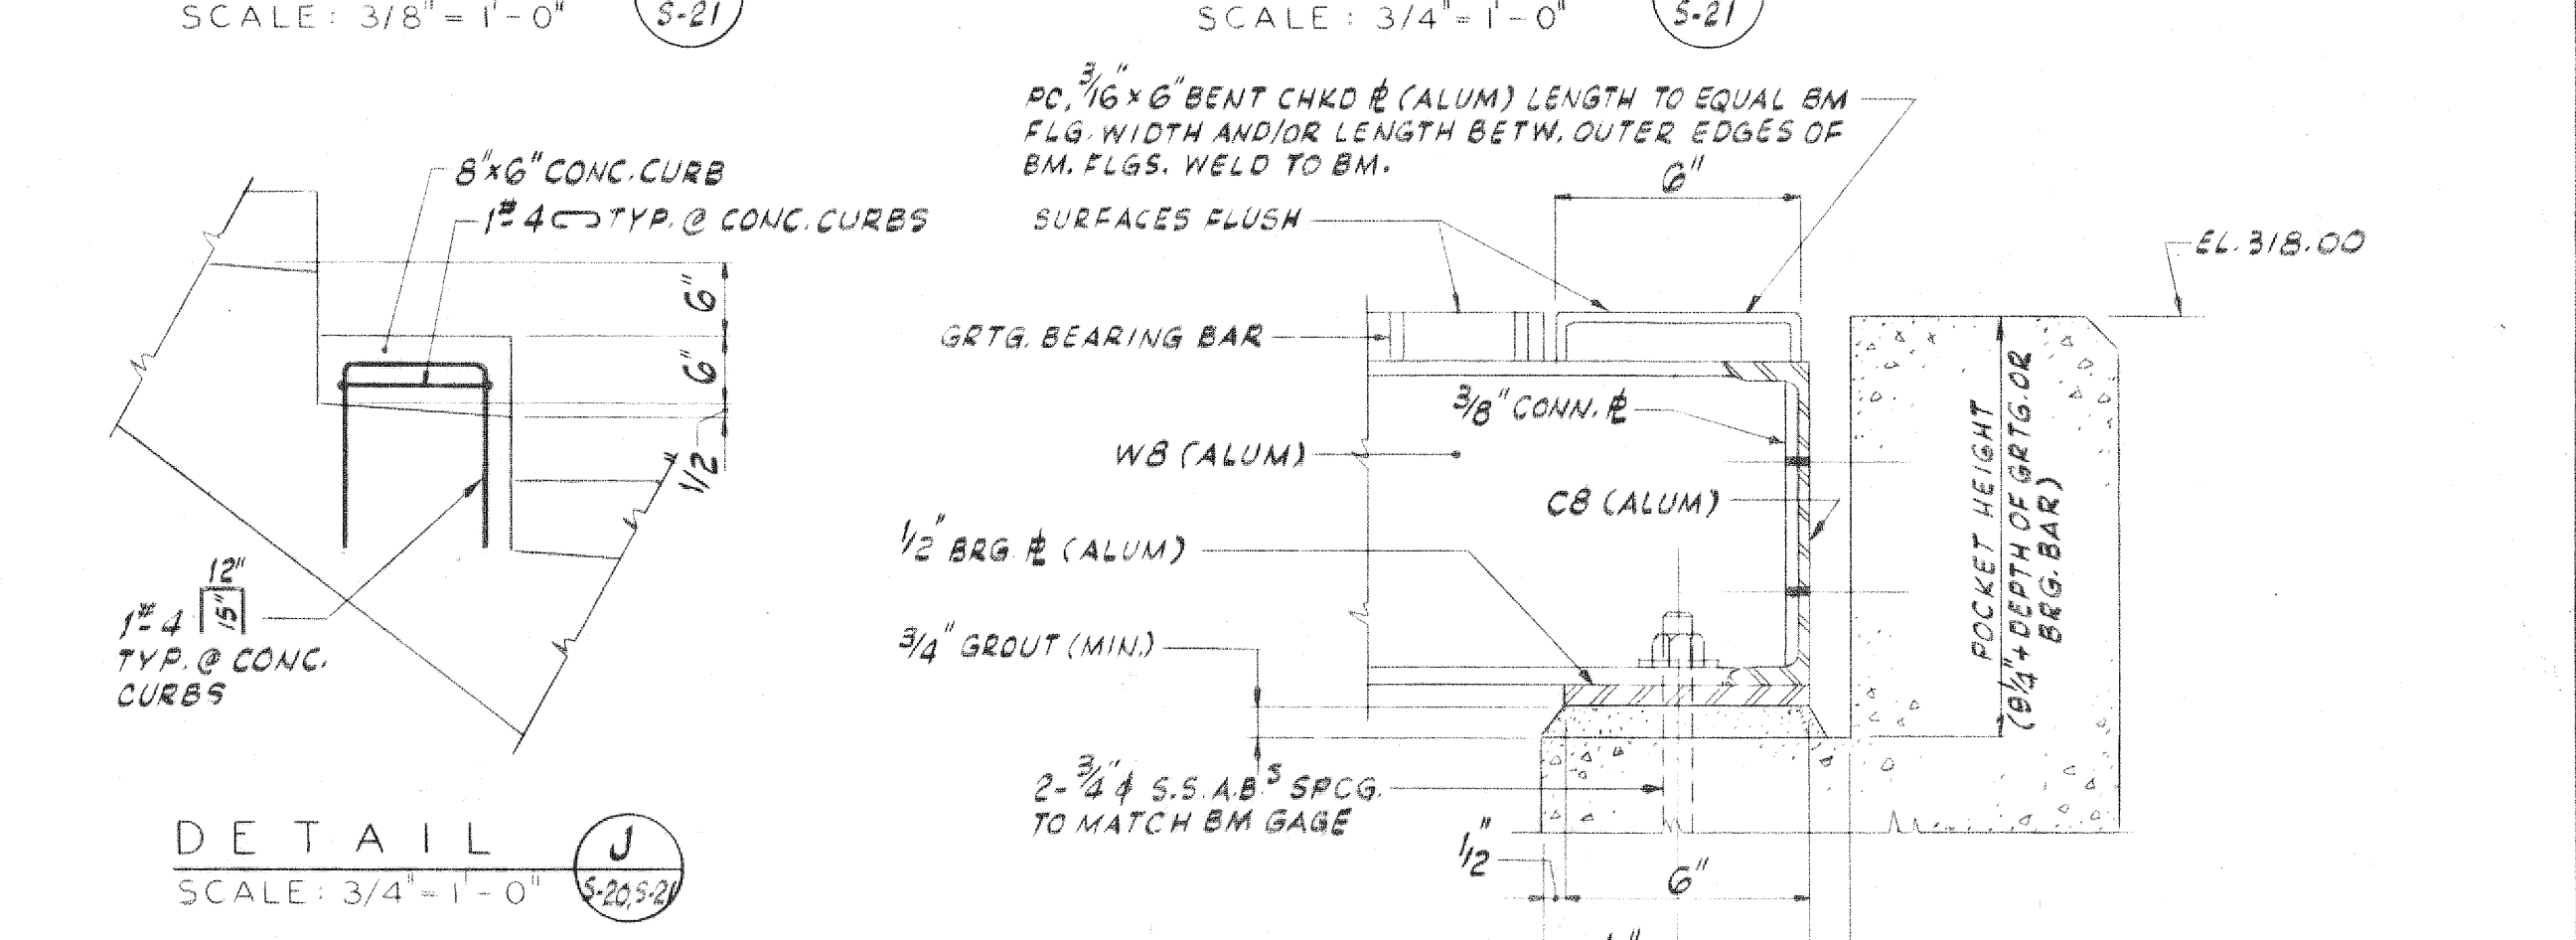 SCALE: 3/8" = 1'-0"
S-21
SCALE: 3/4" = 1'-0"
S-21
8"x6" CONC. CURB
1-#4 ⊂⊃ TYP. @ CONC. CURBS
6"
6"
1/2
1-#4 12" 15"
TYP. @ CONC.
CURBS
DETAIL J
SCALE: 3/4" = 1'-0" S-20, S-21
PC. 3/16" x 6" BENT CHKD ℄ (ALUM) LENGTH TO EQUAL BM
FLG. WIDTH AND/OR LENGTH BETW. OUTER EDGES OF
BM. FLGS. WELD TO BM.
6"
SURFACES FLUSH
EL. 318.00
GRTG. BEARING BAR
3/8" CONN. ℄
W8 (ALUM)
C8 (ALUM)
1/2" BRG. ℄ (ALUM)
3/4" GROUT (MIN.)
POCKET HEIGHT
(8 1/4" + DEPTH OF GRTG. OR
BRG. BAR)
2-3/4" ϕ S.S. A.B.S SPCG.
TO MATCH BM GAGE
1/2"
6"